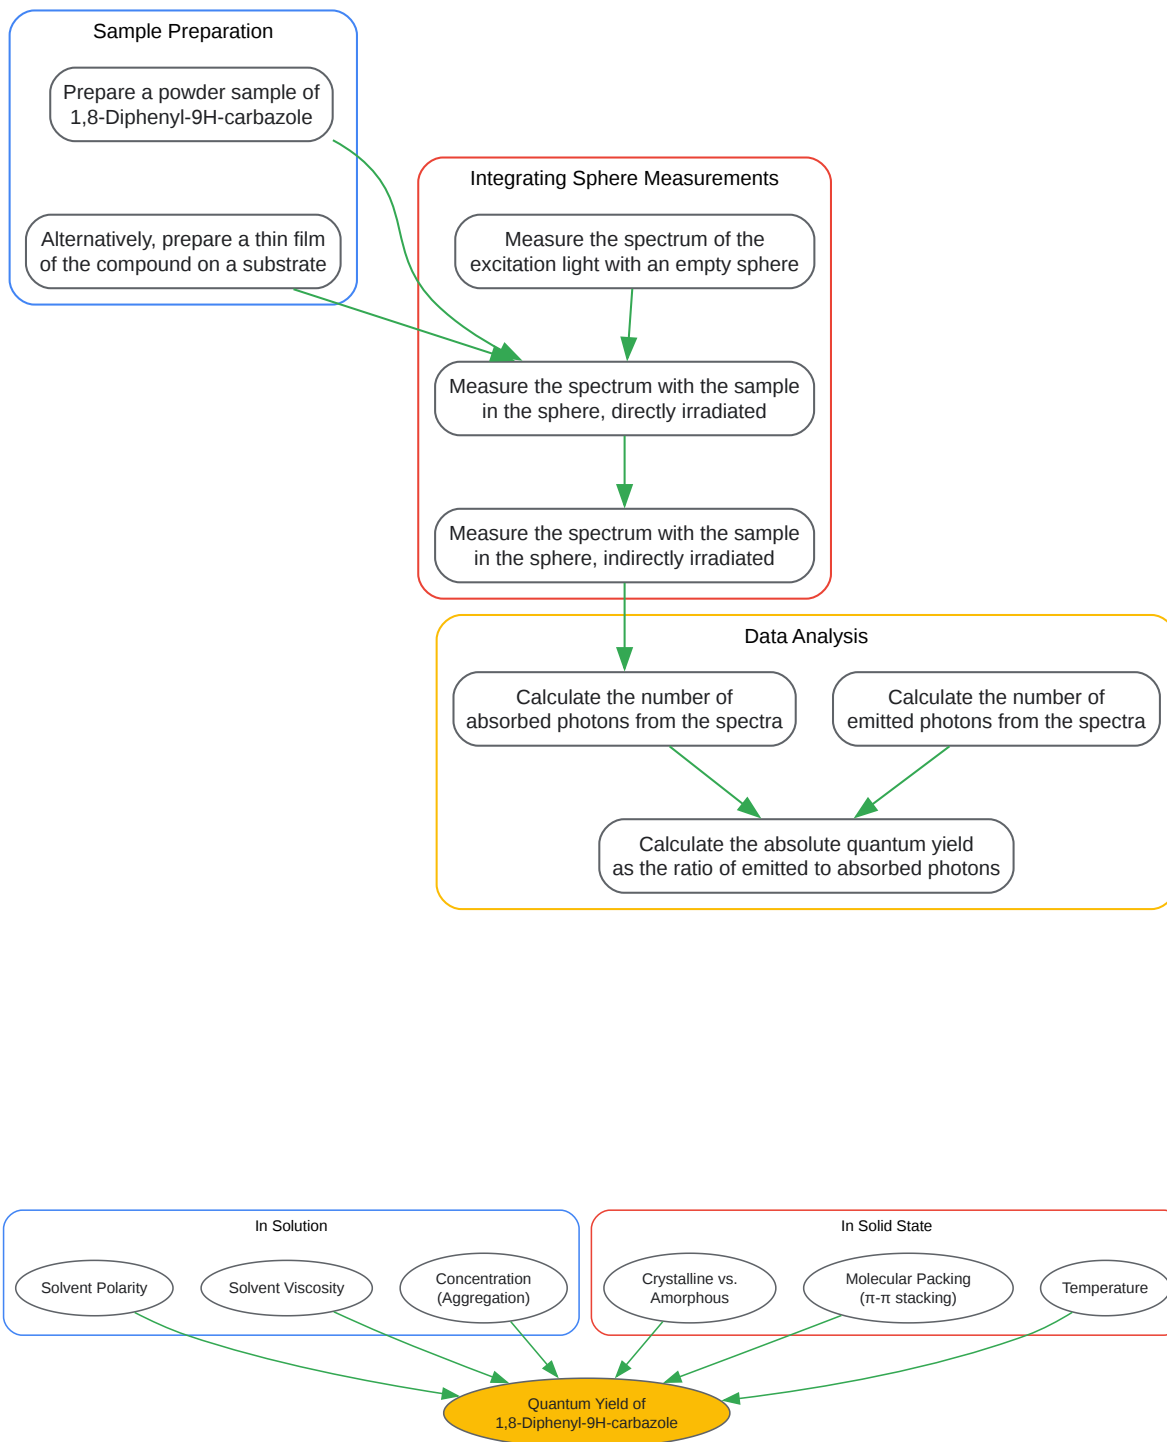 Sample Preparation
Prepare a powder sample of
1,8-Diphenyl-9H-carbazole
Alternatively, prepare a thin film
of the compound on a substrate
Integrating Sphere Measurements
Measure the spectrum of the
excitation light with an empty sphere
Measure the spectrum with the sample
in the sphere, directly irradiated
Measure the spectrum with the sample
in the sphere, indirectly irradiated
Data Analysis
Calculate the number of
absorbed photons from the spectra
Calculate the number of
emitted photons from the spectra
Calculate the absolute quantum yield
as the ratio of emitted to absorbed photons
In Solution
Solvent Polarity
Solvent Viscosity
Concentration
(Aggregation)
In Solid State
Crystalline vs.
Amorphous
Molecular Packing
(π-π stacking)
Temperature
Quantum Yield of
1,8-Diphenyl-9H-carbazole